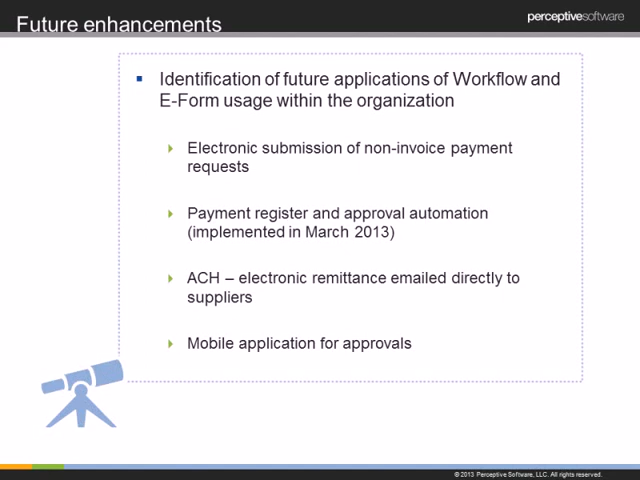 Future enhancements
perceptivesoftware
Identification of future applications of Workflow and
E-Form usage within the organization
Electronic submission of non-invoice payment
requests
Payment register and approval automation
(implemented in March 2013)
ACH – electronic remittance emailed directly to
suppliers
Mobile application for approvals
© 2013 Perceptive Software, LLC. All rights reserved.